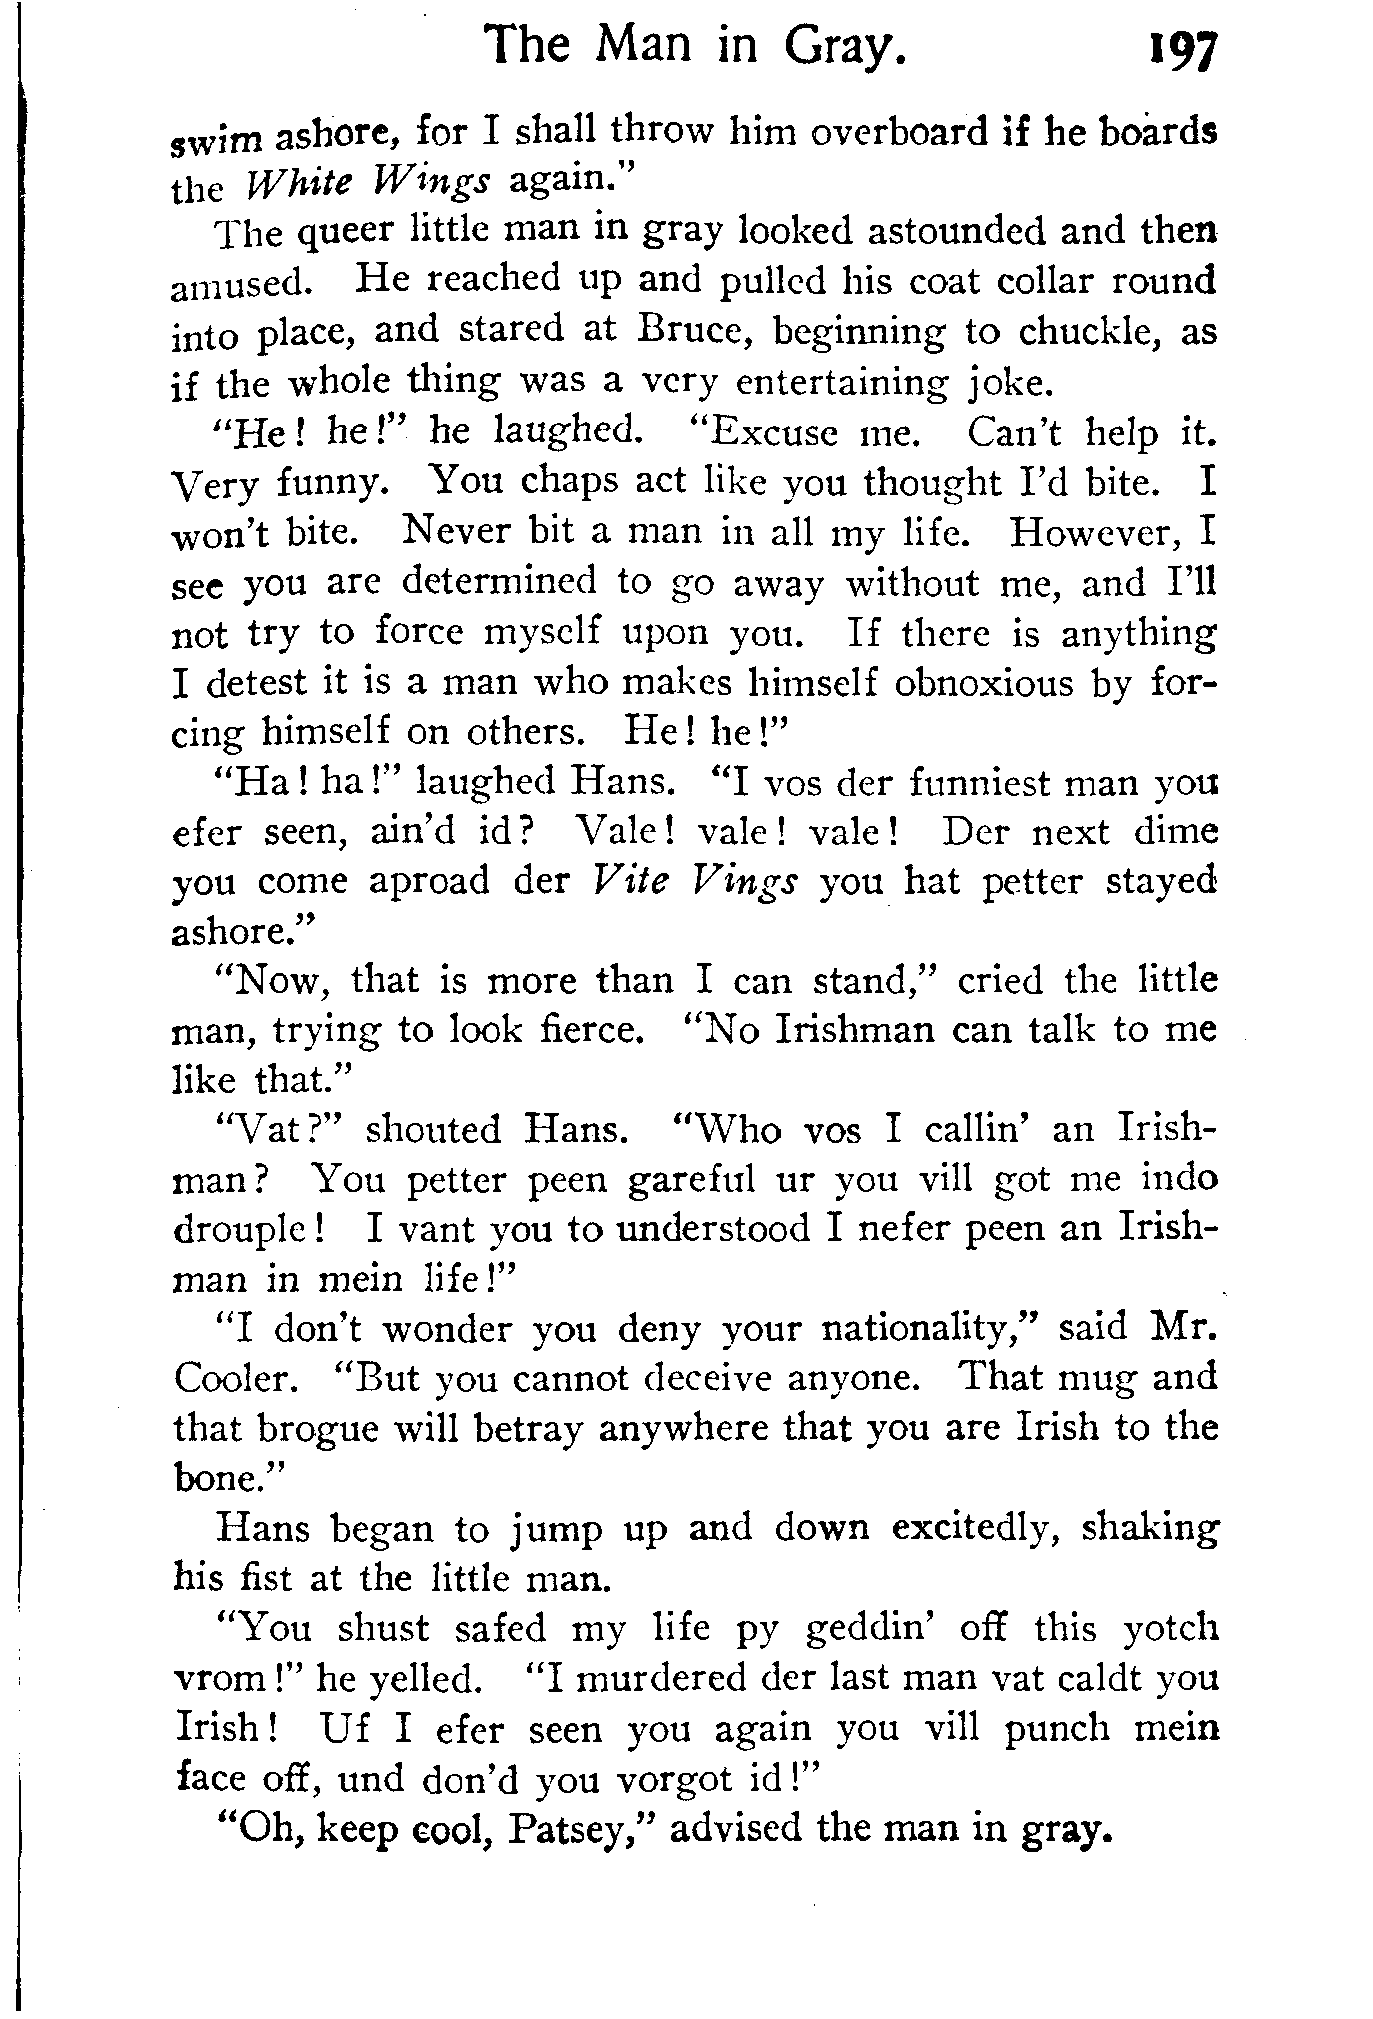 The Man in Gray. 197
swim ashore, for I shall throw him overboard if he boards
the White Wings again."
The queer little man in gray looked astounded and then
amused. He reached up and pulled his coat collar round
into place, and stared at Bruce, beginning to chuckle, as
if the whole thing was a very entertaining joke.
"He! he!" he laughed. "Excuse me. Can't help it.
Very funny. You chaps act like you thought I'd bite. I
won't bite. Never bit a man in all my life. However, I
see you are determined to go away without me, and I'll
not try to force myself upon you. If there is anything
I detest it is a man who makes himself obnoxious by for-
cing himself on others. He! he!"
"Ha! ha!" laughed Hans. "I vos der funniest man you
efer seen, ain'd id? Vale! vale! vale! Der next dime
you come aproad der Vite Vings you hat petter stayed
ashore."
"Now, that is more than I can stand," cried the little
man, trying to look fierce. "No Irishman can talk to me
like that."
"Vat?" shouted Hans. "Who vos I callin' an Irish-
man? You petter peen gareful ur you vill got me indo
drouple! I vant you to understood I nefer peen an Irish-
man in mein life!"
"I don't wonder you deny your nationality," said Mr.
Cooler. "But you cannot deceive anyone. That mug and
that brogue will betray anywhere that you are Irish to the
bone."
Hans began to jump up and down excitedly, shaking
his fist at the little man.
"You shust safed my life py geddin' off this yotch
vrom!" he yelled. "I murdered der last man vat caldt you
Irish! Uf I efer seen you again you vill punch mein
face off, und don'd you vorgot id!"
"Oh, keep cool, Patsey," advised the man in gray.